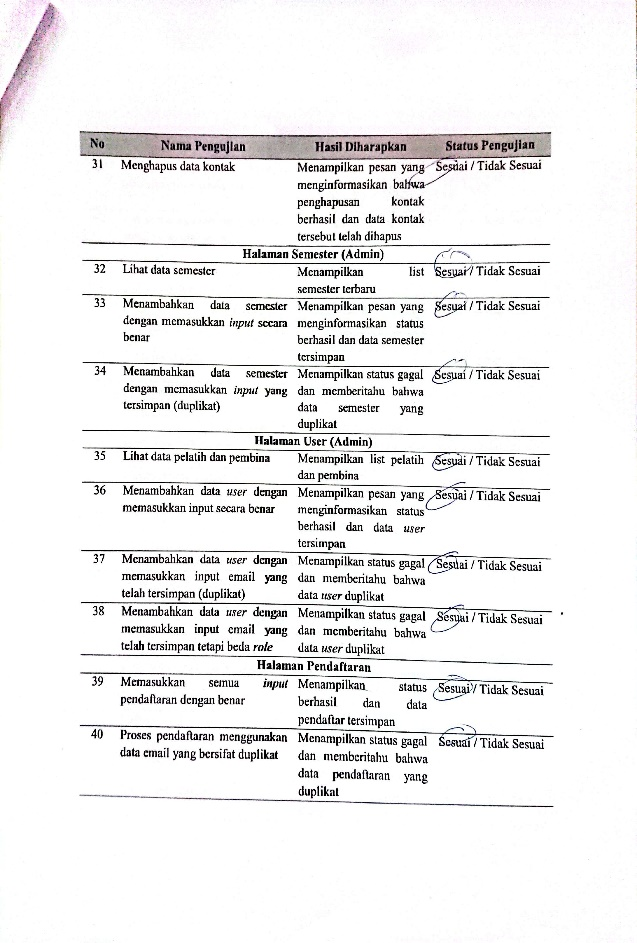 No Nama Pengujian Hasil Diharapkan Status Pengujian
31 Menghapus data kontak Menampilkan pesan yang Sesuai / Tidak Sesuai
menginformasikan bahwa
penghapusan kontak
berhasil dan data kontak
tersebut telah dihapus
Halaman Semester (Admin)
32 Lihat data semester Menampilkan list Sesuai / Tidak Sesuai
semester terbaru
33 Menambahkan data semester Menampilkan pesan yang Sesuai / Tidak Sesuai
dengan memasukkan input secara menginformasikan status
benar berhasil dan data semester
tersimpan
34 Menambahkan data semester Menampilkan status gagal Sesuai / Tidak Sesuai
dengan memasukkan input yang dan memberitahu bahwa
tersimpan (duplikat) data semester yang
duplikat
Halaman User (Admin)
35 Lihat data pelatih dan pembina Menampilkan list pelatih Sesuai / Tidak Sesuai
dan pembina
36 Menambahkan data user dengan Menampilkan pesan yang Sesuai / Tidak Sesuai
memasukkan input secara benar menginformasikan status
berhasil dan data user
tersimpan
37 Menambahkan data user dengan Menampilkan status gagal Sesuai / Tidak Sesuai
memasukkan input email yang dan memberitahu bahwa
telah tersimpan (duplikat) data user duplikat
38 Menambahkan data user dengan Menampilkan status gagal Sesuai / Tidak Sesuai
memasukkan input email yang dan memberitahu bahwa
telah tersimpan tetapi beda role data user duplikat
Halaman Pendaftaran
39 Memasukkan semua input Menampilkan status Sesuai / Tidak Sesuai
pendaftaran dengan benar berhasil dan data
pendaftar tersimpan
40 Proses pendaftaran menggunakan Menampilkan status gagal Sesuai / Tidak Sesuai
data email yang bersifat duplikat dan memberitahu bahwa
data pendaftaran yang
duplikat